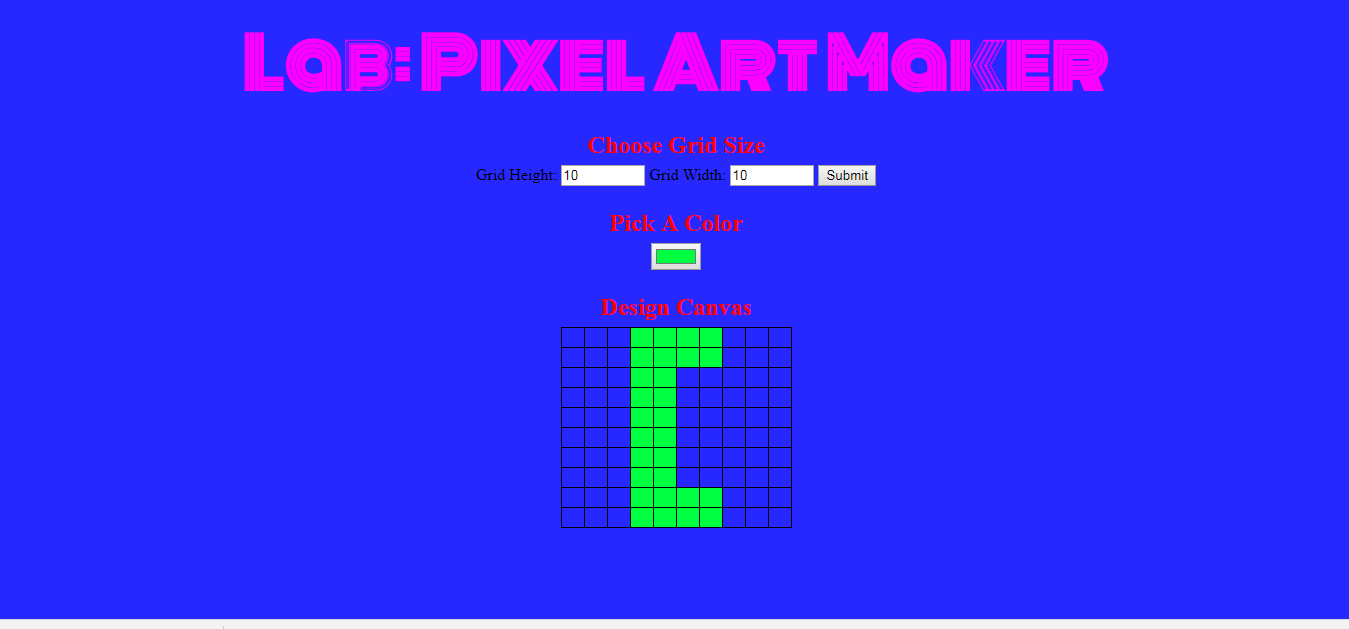 Lab: Pixel Art Maker
Choose Grid Size
Grid Height: 10 Grid Width: 10 Submit
Pick A Color
Design Canvas